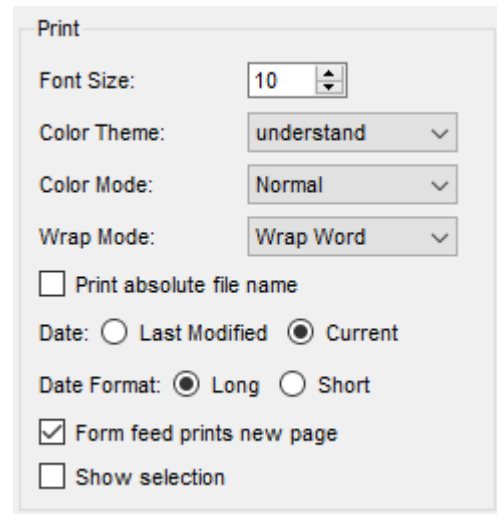 Print
Font Size: 10
Color Theme: understand
Color Mode: Normal
Wrap Mode: Wrap Word
Print absolute file name
Date: Last Modified Current
Date Format: Long Short
Form feed prints new page
Show selection